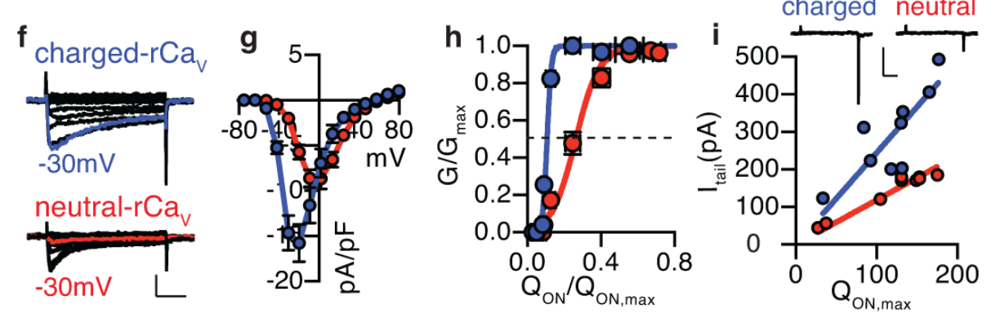 f
charged-rCaV
-30mV
neutral-rCaV
-30mV
g
5
-80 -40 40 80
mV
-10
-20
pA/pF
h
1.0
0.8
0.6
0.4
0.2
0.0
G/Gmax
0.0 0.4 0.8
QON/QON,max
i
charged neutral
500
400
300
200
100
0
Itail(pA)
0 100 200
QON,max